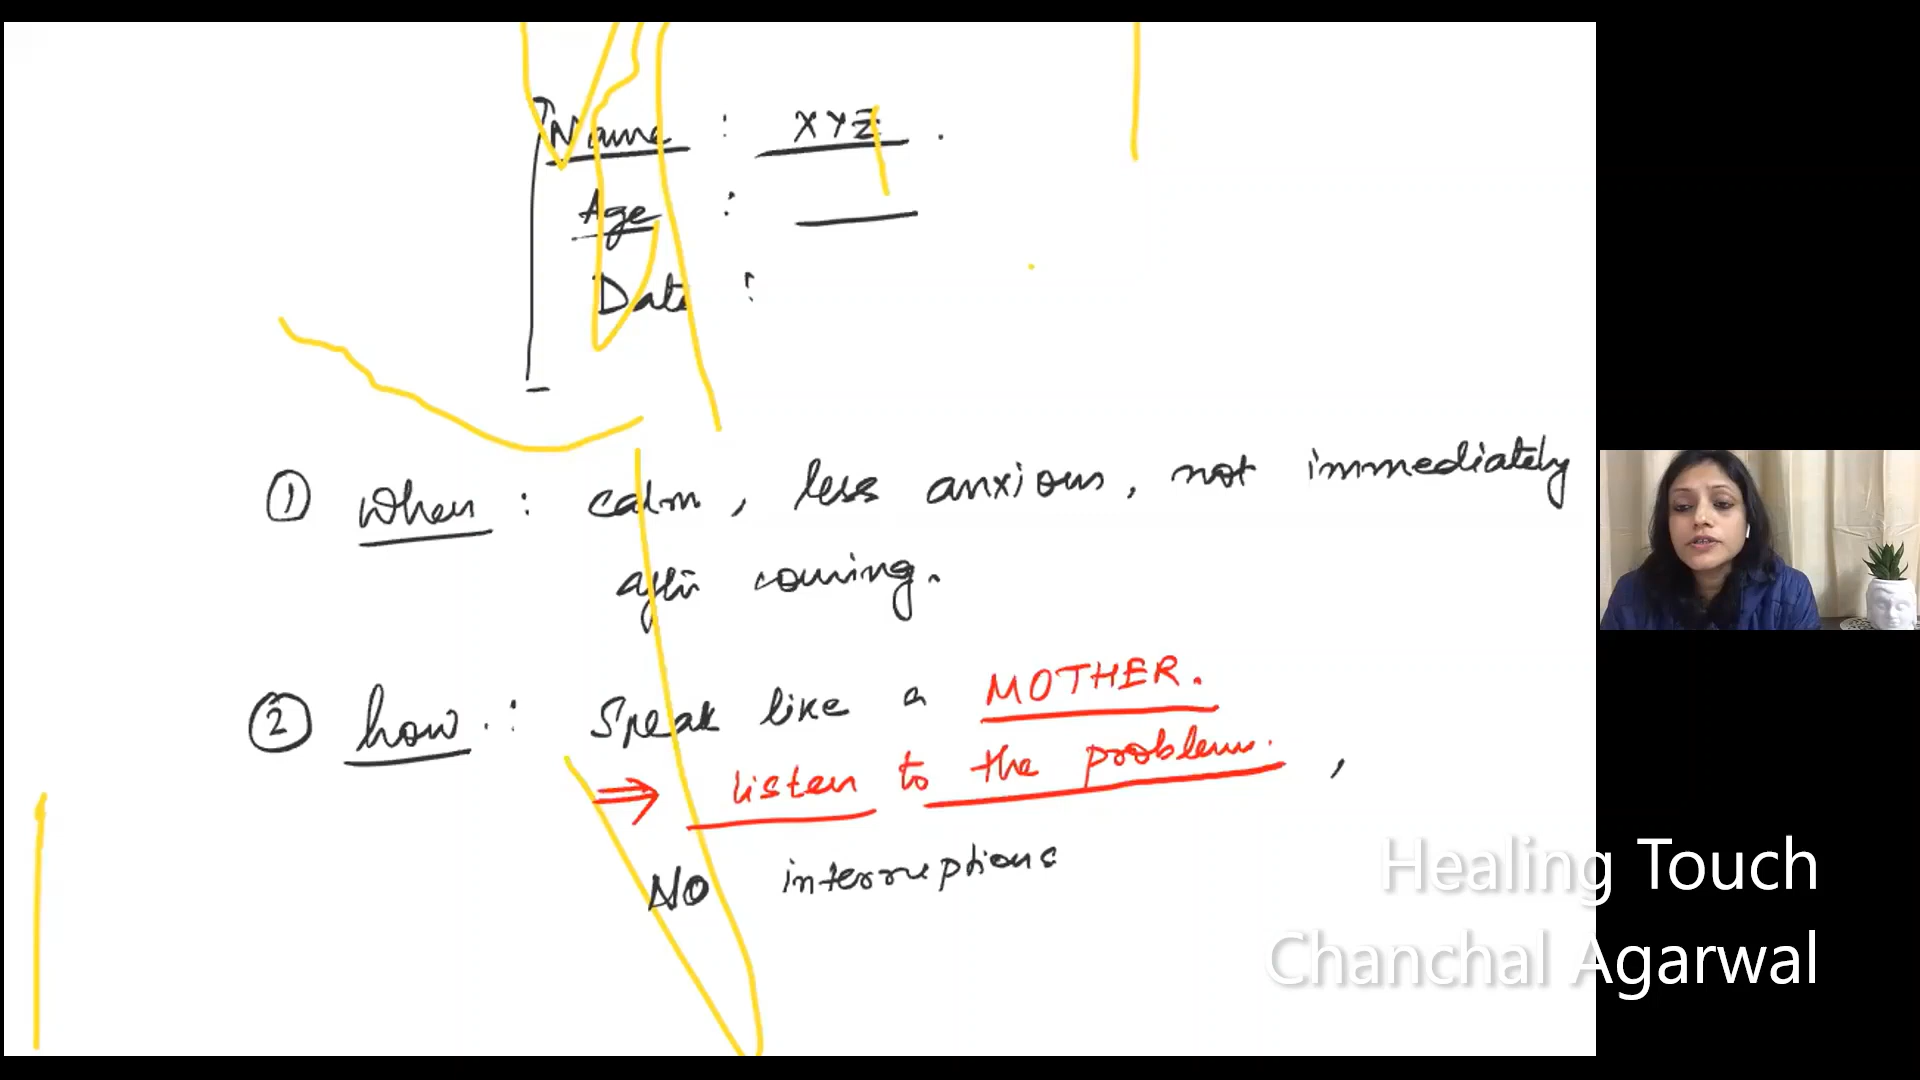 Name : XYZ .
Age :
Date :
① when : calm, less anxious, not immediately
after coming.
② how : Speak like a MOTHER.
⇒ listen to the problem. ,
NO interruptions
Healing Touch
Chanchal Agarwal